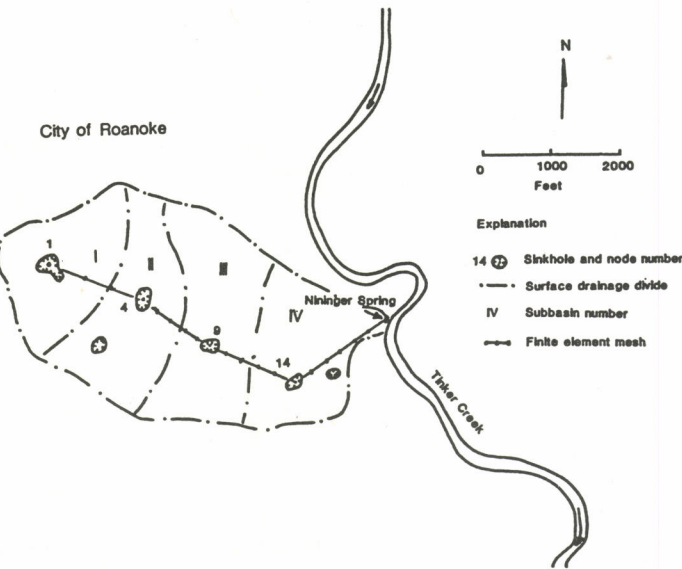 N
City of Roanoke
0 1000 2000
Feet
Explanation
14 Sinkhole and node number
Surface drainage divide
IV Subbasin number
Finite element mesh
1
I
II
III
IV
Nininger Spring
4
9
14
Tinker Creek